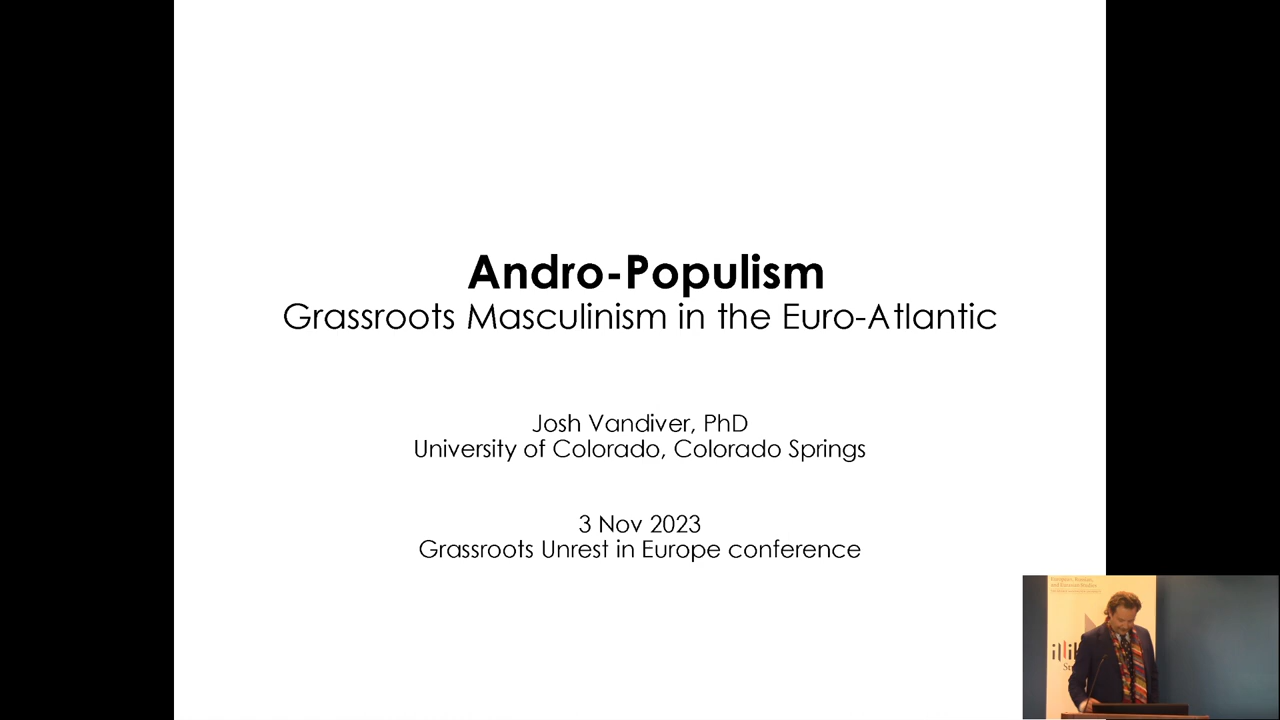 Andro-Populism
Grassroots Masculinism in the Euro-Atlantic
Josh Vandiver, PhD
University of Colorado, Colorado Springs
3 Nov 2023
Grassroots Unrest in Europe conference